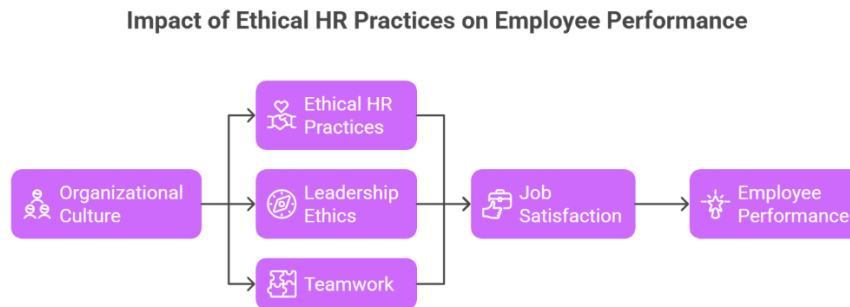 Impact of Ethical HR Practices on Employee Performance
Ethical HR
Practices
Organizational
Culture
Leadership
Ethics
Teamwork
Job
Satisfaction
Employee
Performance